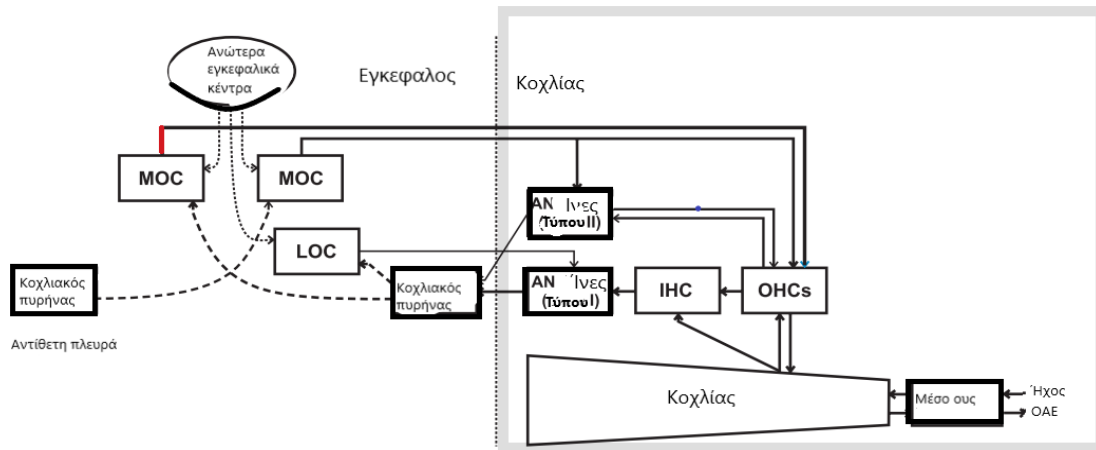 Ανώτερα
εγκεφαλικά
κέντρα
Εγκεφαλος
Κοχλίας
MOC
MOC
LOC
Κοχλιακός
πυρήνας
Αντίθετη πλευρά
Κοχλιακός
πυρήνας
AN Ίνες
(Τύπου II)
AN Ίνες
(Τύπου I)
IHC
OHCs
Κοχλίας
Μέσο ους
Ήχος
OAE